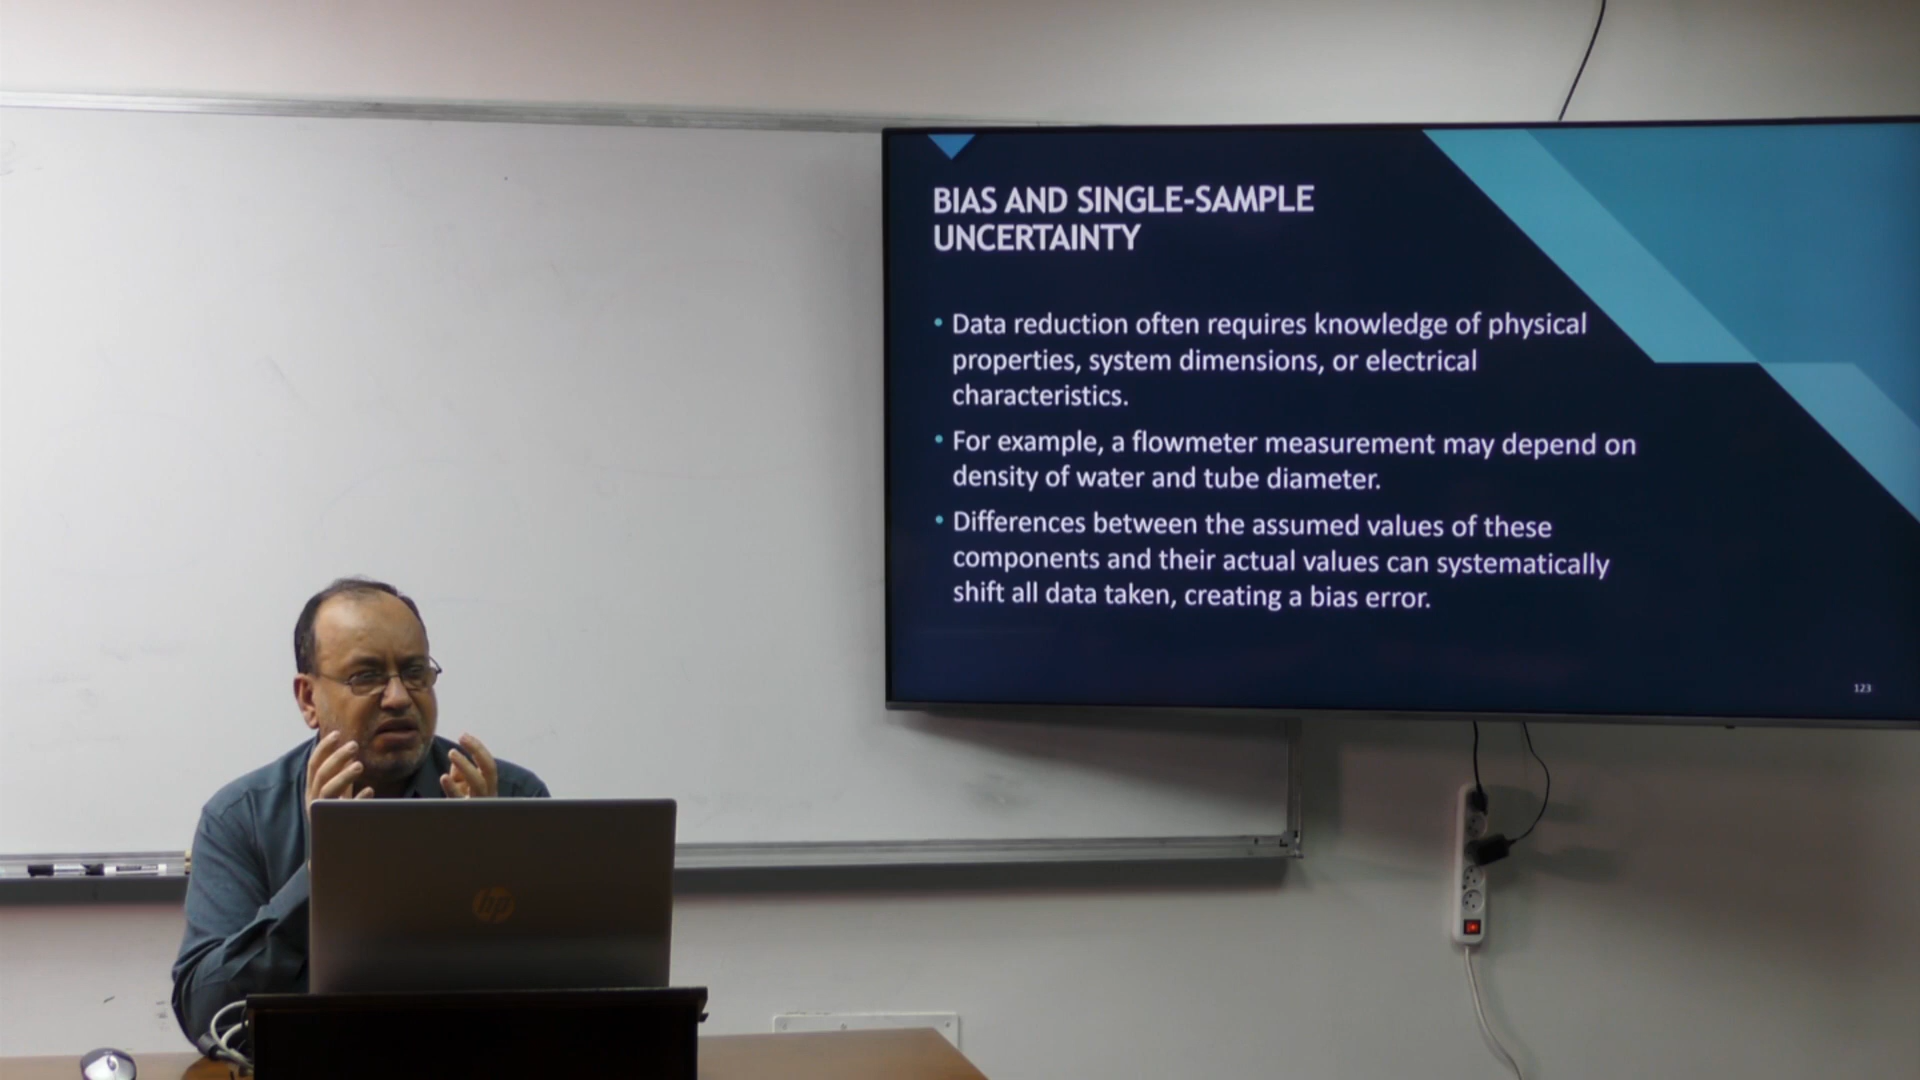 BIAS AND SINGLE-SAMPLE
UNCERTAINTY
• Data reduction often requires knowledge of physical
properties, system dimensions, or electrical
characteristics.
• For example, a flowmeter measurement may depend on
density of water and tube diameter.
• Differences between the assumed values of these
components and their actual values can systematically
shift all data taken, creating a bias error.
123
hp